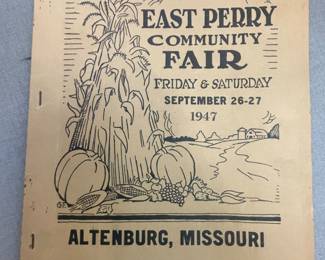 EAST PERRY
COMMUNITY
FAIR
FRIDAY & SATURDAY
SEPTEMBER 26-27
1947
ALTENBURG, MISSOURI